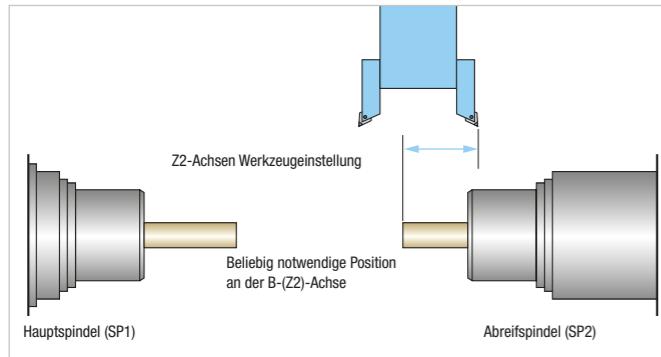 Z2-Achsen Werkzeugeinstellung
Beliebig notwendige Position
an der B-(Z2)-Achse
Hauptspindel (SP1)
Abreifspindel (SP2)